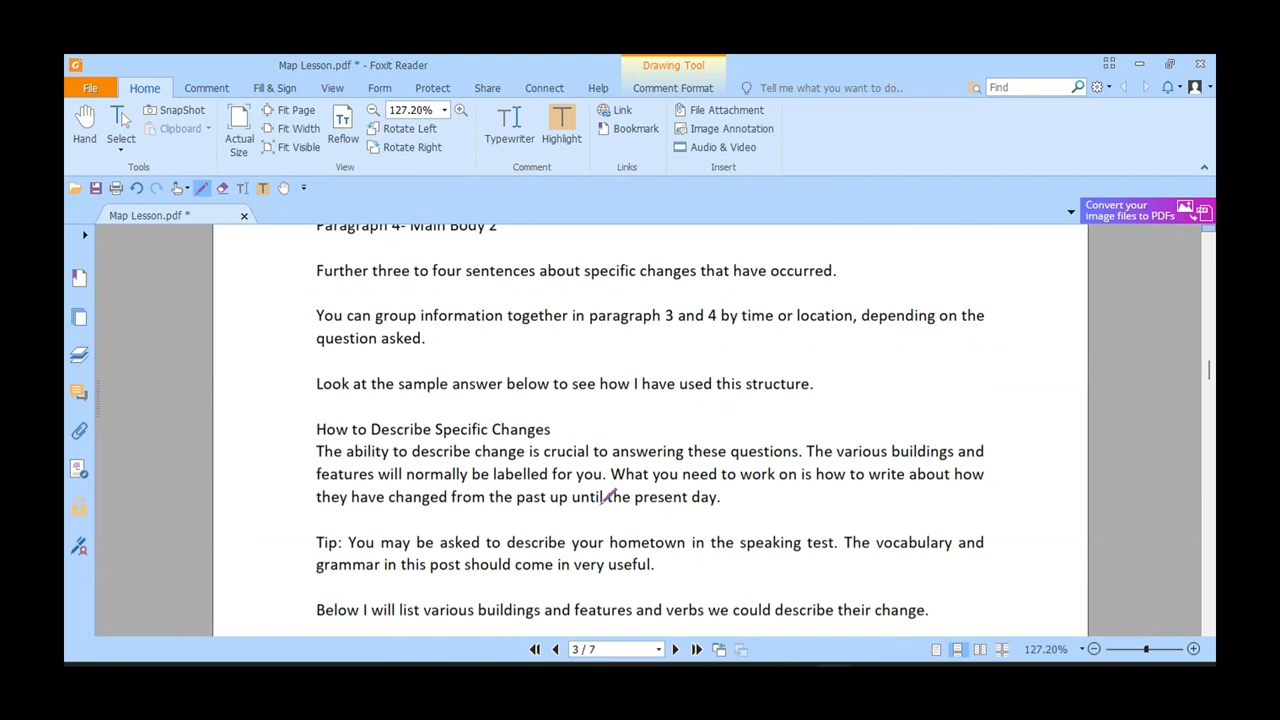 Map Lesson.pdf * - Foxit Reader
Drawing Tool
File Home Comment Fill & Sign View Form Protect Share Connect Help Comment Format Tell me what you want to do.. Find
Hand
Select
SnapShot
Clipboard
Tools
Actual Size
Fit Page
Fit Width
Fit Visible
Reflow
127.20%
Rotate Left
Rotate Right
View
Typewriter
Highlight
Comment
Link
Bookmark
Links
File Attachment
Image Annotation
Audio & Video
Insert
Map Lesson.pdf *
Convert your
image files to PDFs
Paragraph 4- Main Body 2
Further three to four sentences about specific changes that have occurred.
You can group information together in paragraph 3 and 4 by time or location, depending on the
question asked.
Look at the sample answer below to see how I have used this structure.
How to Describe Specific Changes
The ability to describe change is crucial to answering these questions. The various buildings and
features will normally be labelled for you. What you need to work on is how to write about how
they have changed from the past up until the present day.
Tip: You may be asked to describe your hometown in the speaking test. The vocabulary and
grammar in this post should come in very useful.
Below I will list various buildings and features and verbs we could describe their change.
3 / 7
127.20%